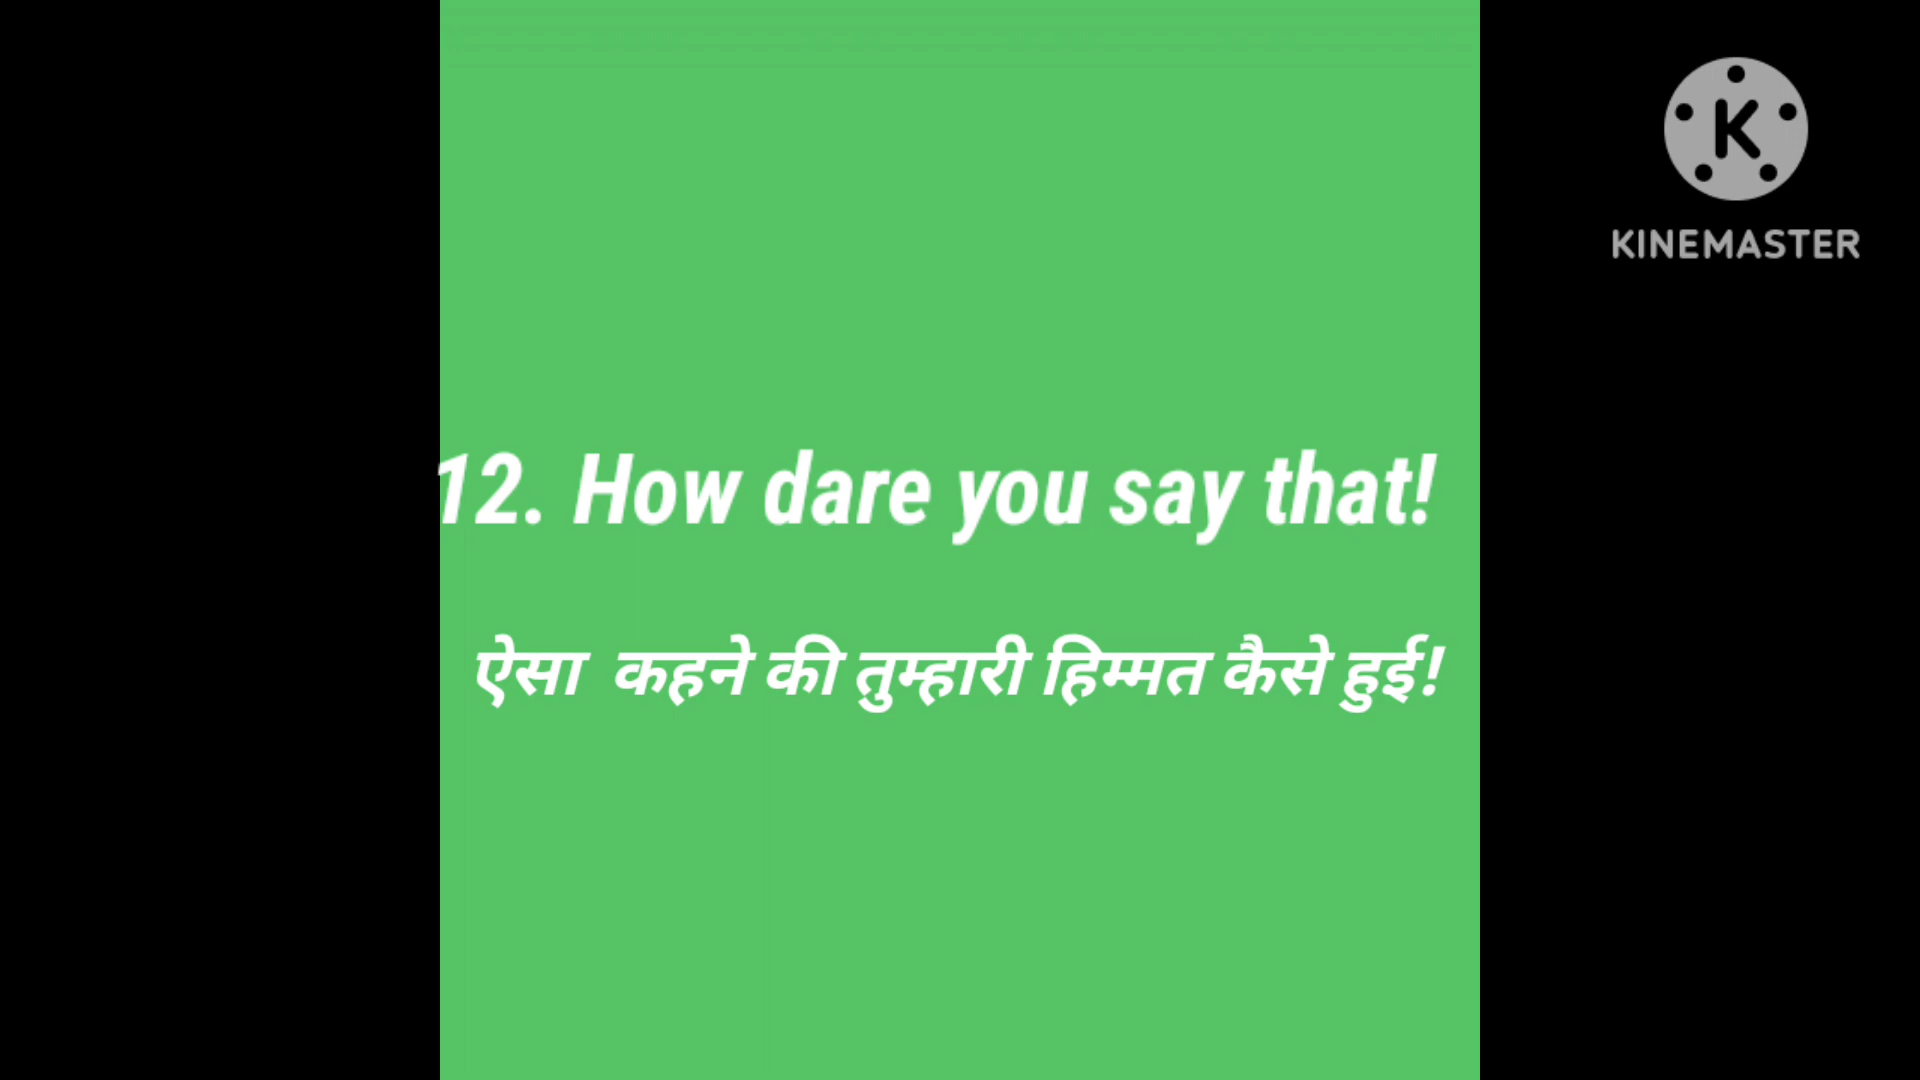 K
KINEMASTER
12. How dare you say that!
ऐसा कहने की तुम्हारी हिम्मत कैसे हुई!